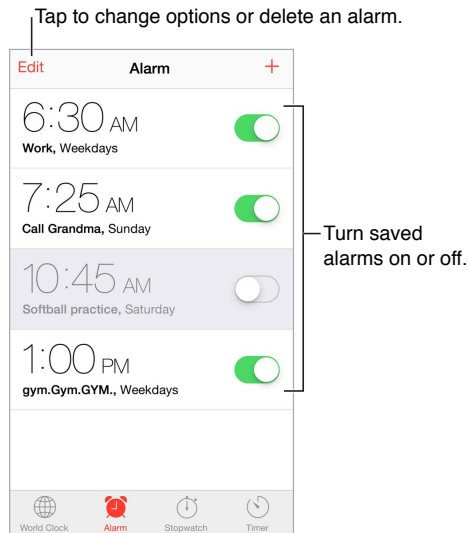 Tap to change options or delete an alarm.
Edit Alarm +
6:30 AM
Work, Weekdays
7:25 AM
Call Grandma, Sunday
Turn saved
alarms on or off.
10:45 AM
Softball practice, Saturday
1:00 PM
gym.Gym.GYM., Weekdays
World Clock Alarm Stopwatch Timer